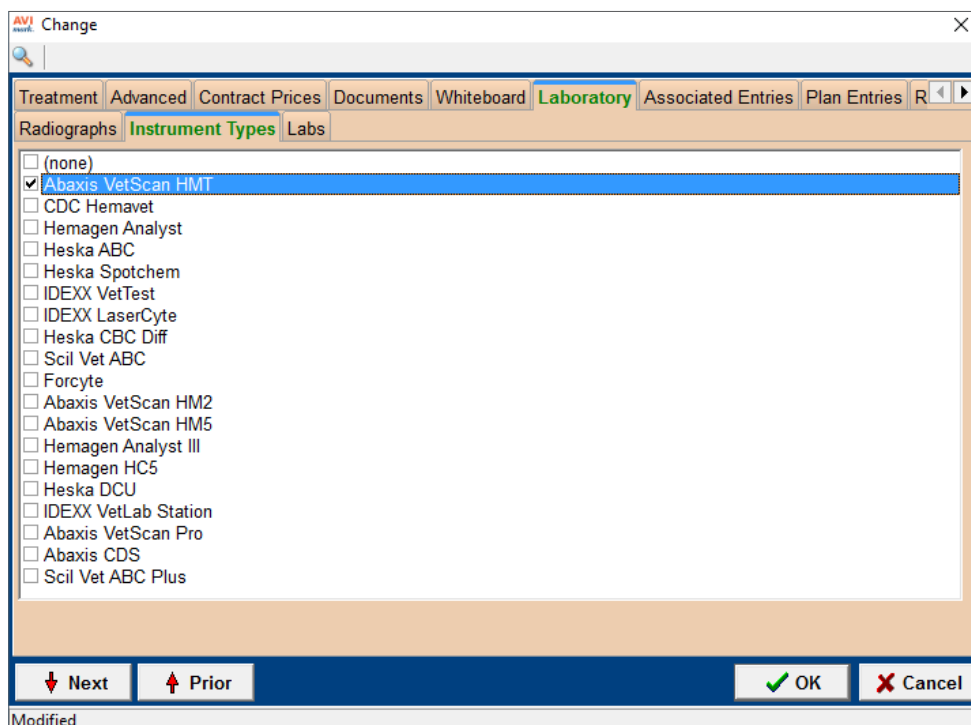 AVI mark. Change
Treatment Advanced Contract Prices Documents Whiteboard Laboratory Associated Entries Plan Entries R
Radiographs Instrument Types Labs
(none)
Abaxis VetScan HMT
CDC Hemavet
Hemagen Analyst
Heska ABC
Heska Spotchem
IDEXX VetTest
IDEXX LaserCyte
Heska CBC Diff
Scil Vet ABC
Forcyte
Abaxis VetScan HM2
Abaxis VetScan HM5
Hemagen Analyst III
Hemagen HC5
Heska DCU
IDEXX VetLab Station
Abaxis VetScan Pro
Abaxis CDS
Scil Vet ABC Plus
Next Prior OK Cancel
Modified